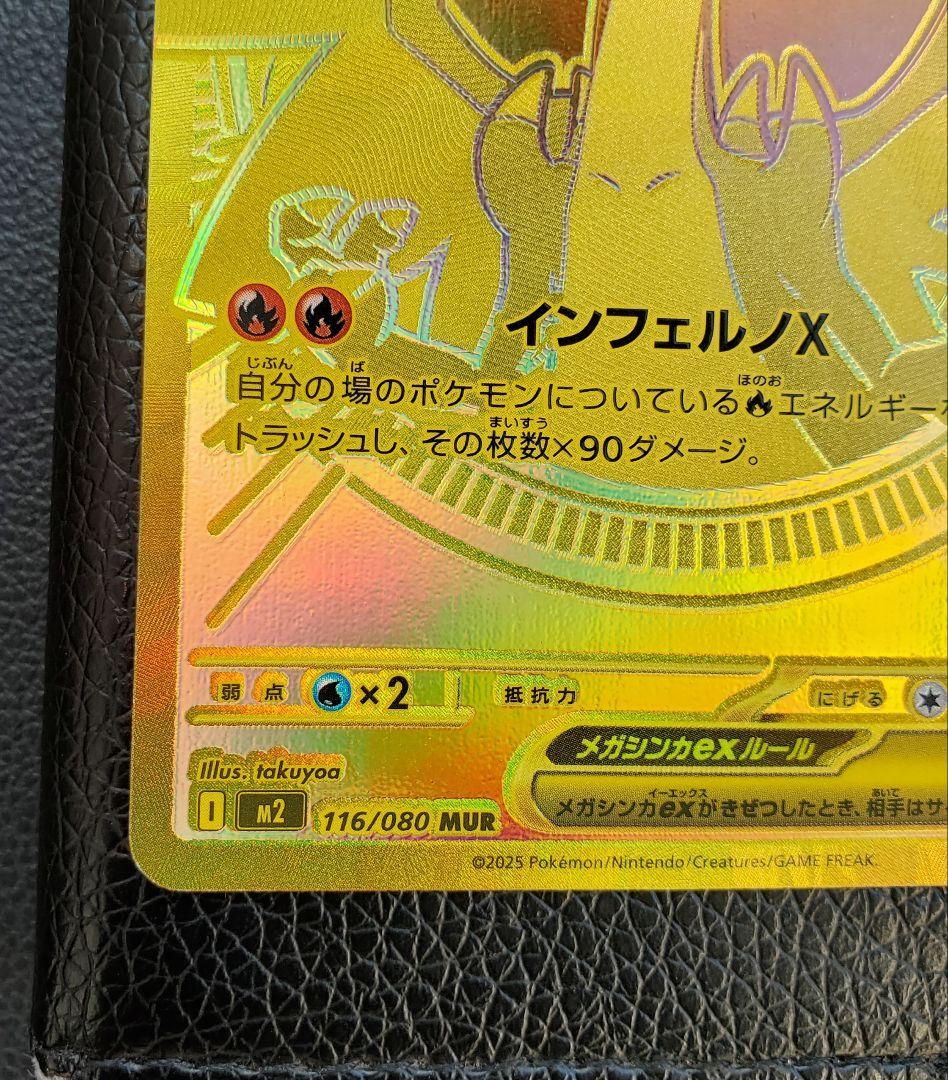 インフェルノX
じぶん ば ほのお
自分の場のポケモンについているエネルギー
まいすう
トラッシュし、その枚数×90ダメージ。
弱点 ×2 抵抗力 にげる
メガシンカexルール
イーエックス あいて
メガシンカexがきぜつしたとき、相手はサ
Illus. takuyoa
I M2 116/080 MUR
©2025 Pokémon/Nintendo/Creatures/GAME FREAK.